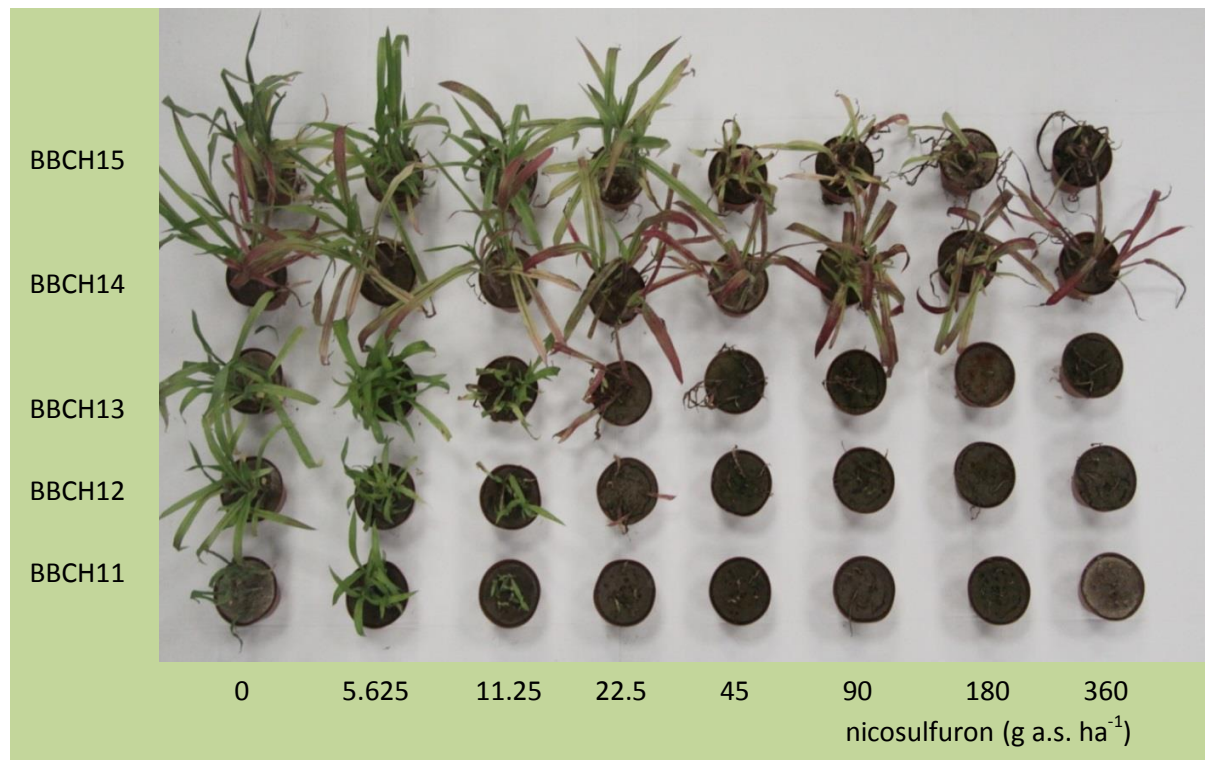 BBCH15
BBCH14
BBCH13
BBCH12
BBCH11
0 5.625 11.25 22.5 45 90 180 360
nicosulfuron (g a.s. ha⁻¹)